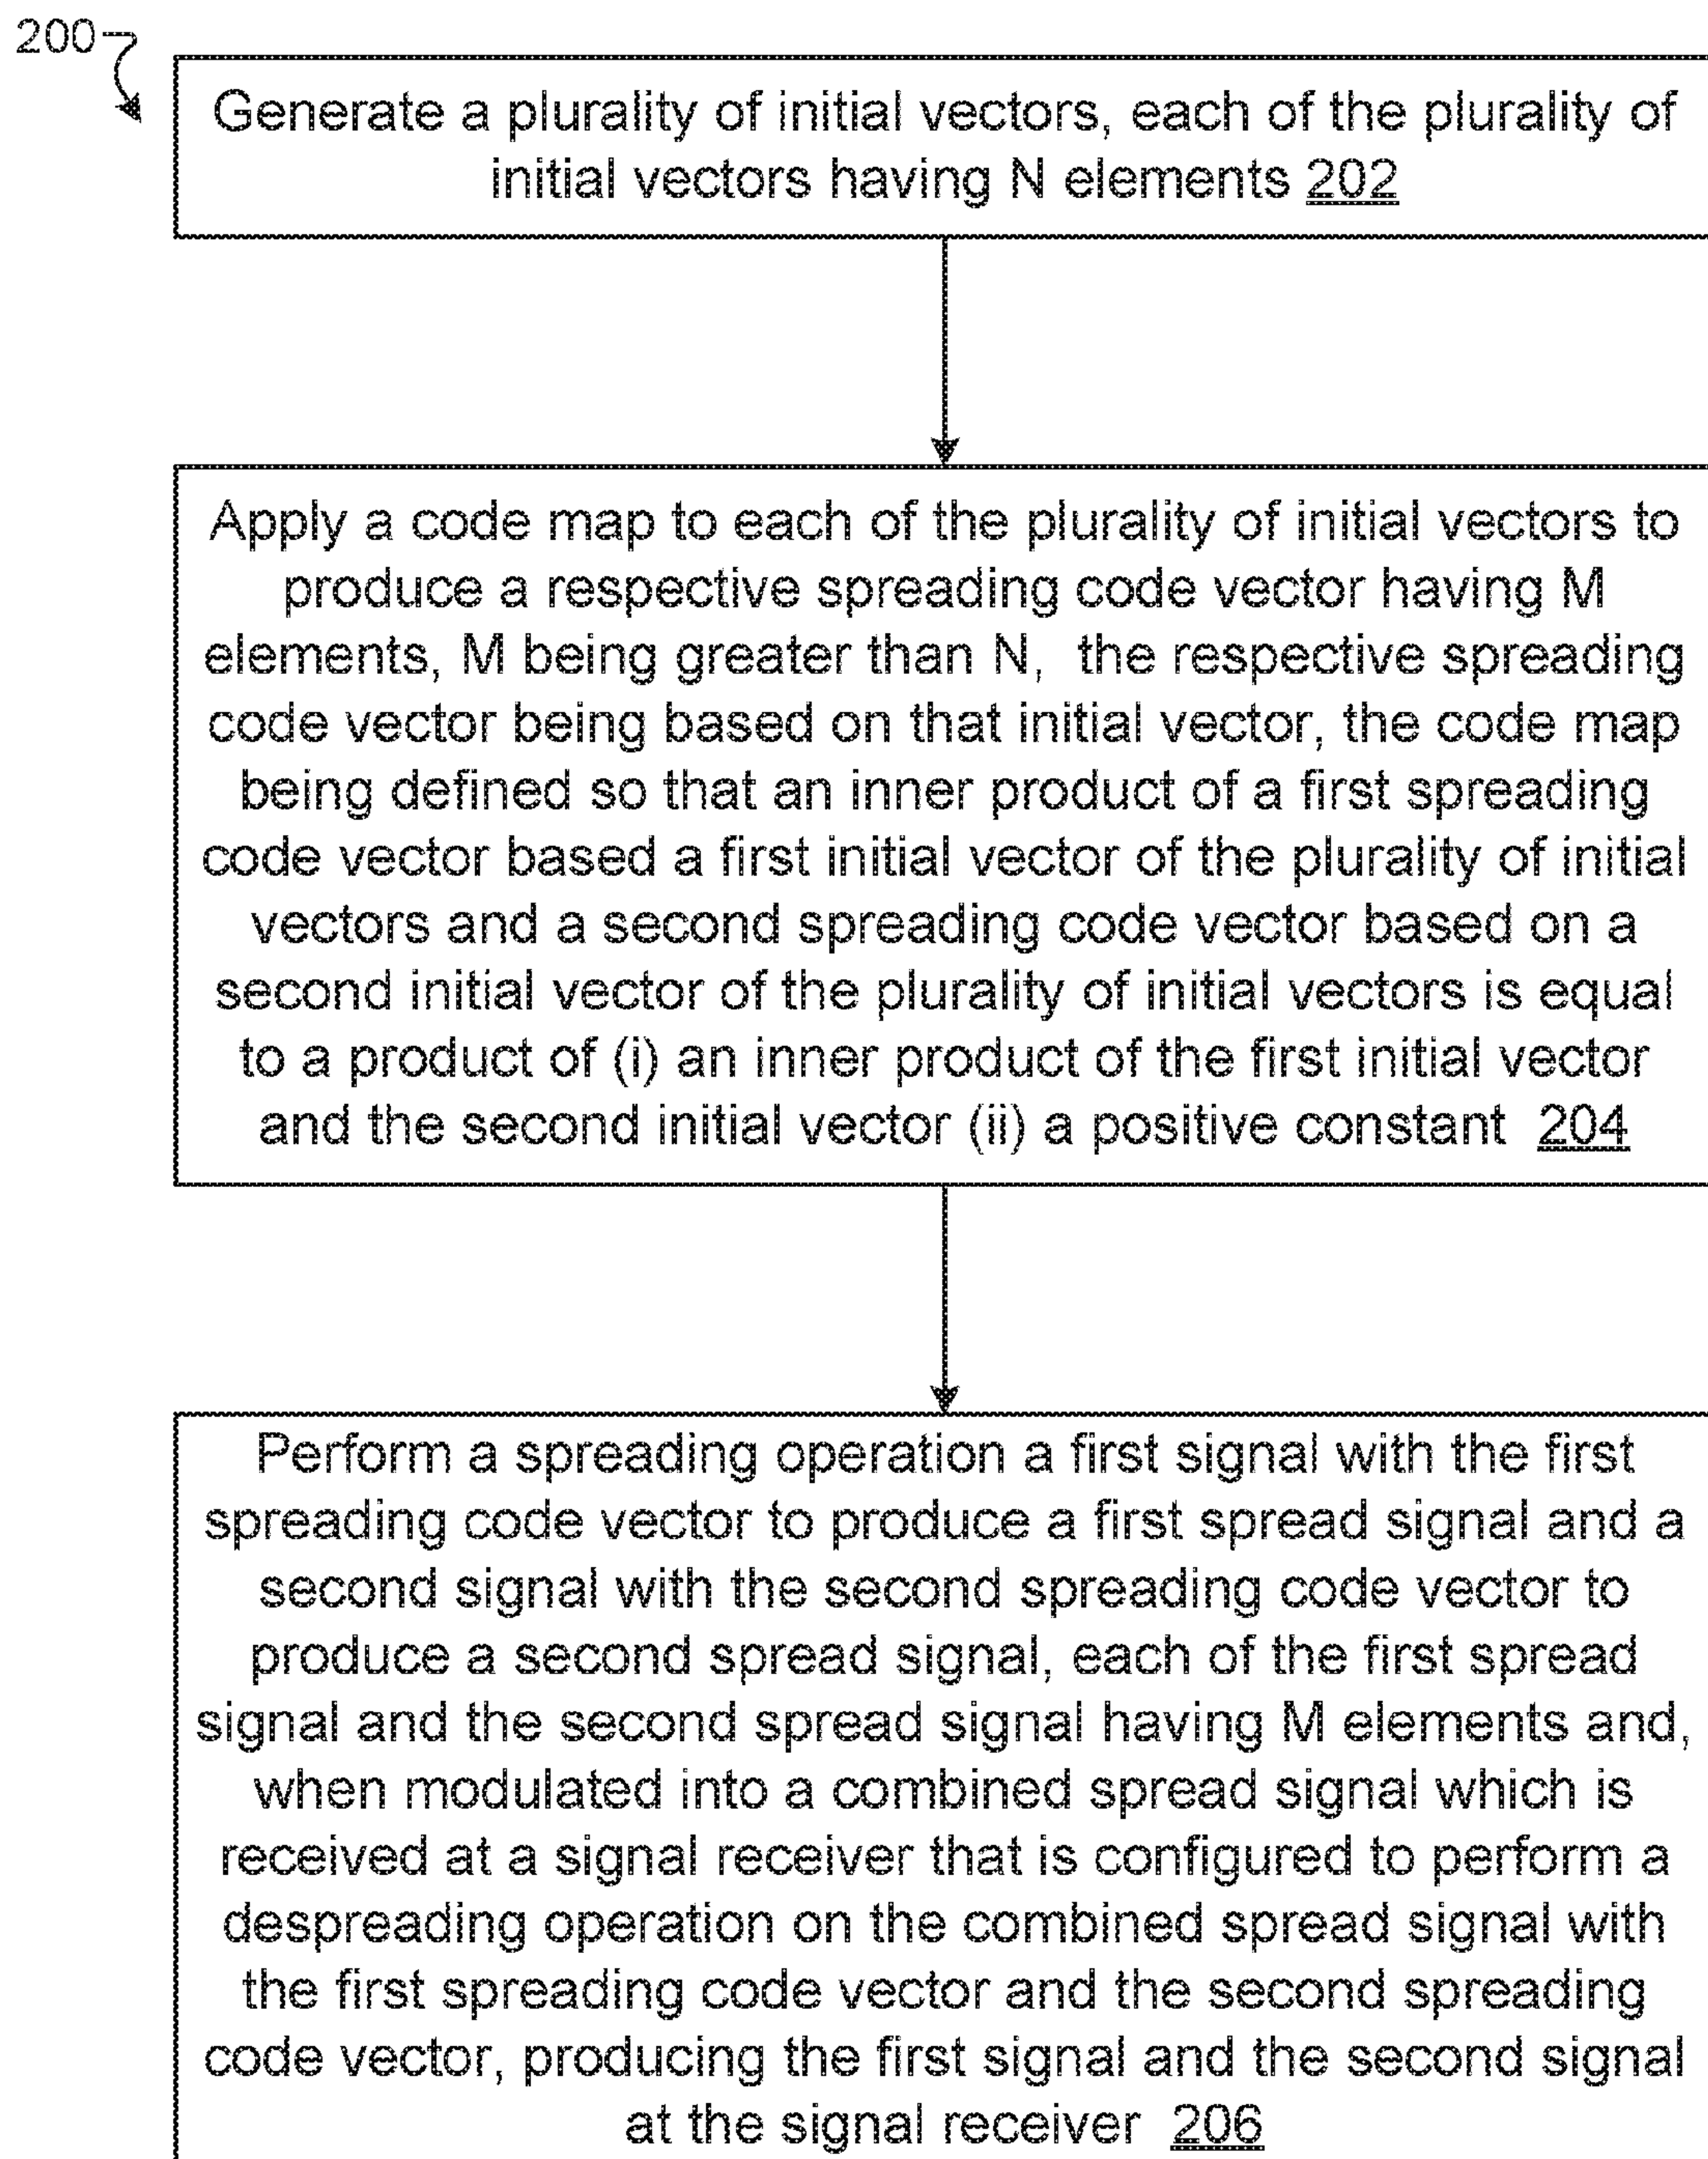 200
Generate a plurality of initial vectors, each of the plurality of
initial vectors having N elements 202
Apply a code map to each of the plurality of initial vectors to
produce a respective spreading code vector having M
elements, M being greater than N, the respective spreading
code vector being based on that initial vector, the code map
being defined so that an inner product of a first spreading
code vector based a first initial vector of the plurality of initial
vectors and a second spreading code vector based on a
second initial vector of the plurality of initial vectors is equal
to a product of (i) an inner product of the first initial vector
and the second initial vector (ii) a positive constant 204
Perform a spreading operation a first signal with the first
spreading code vector to produce a first spread signal and a
second signal with the second spreading code vector to
produce a second spread signal, each of the first spread
signal and the second spread signal having M elements and,
when modulated into a combined spread signal which is
received at a signal receiver that is configured to perform a
despreading operation on the combined spread signal with
the first spreading code vector and the second spreading
code vector, producing the first signal and the second signal
at the signal receiver 206